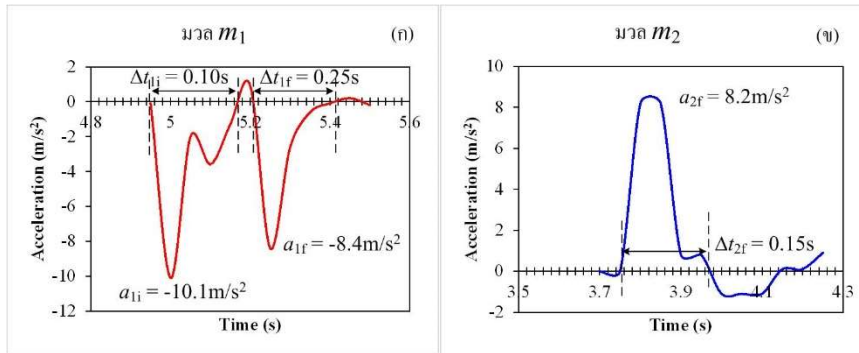 มวล m₁ (ก)
Δt₁ᵢ = 0.10s Δt₁f = 0.25s
2
0
-2
-4
-6
-8
-10
-12
4.8 5 5.2 5.4 5.6
a₁f = -8.4m/s²
a₁ᵢ = -10.1m/s²
Acceleration (m/s²)
Time (s)
มวล m₂ (ข)
10
8
6
4
2
0
-2
a₂f = 8.2m/s²
Δt₂f = 0.15s
3.5 3.7 3.9 4.1 4.3
Acceleration (m/s²)
Time (s)